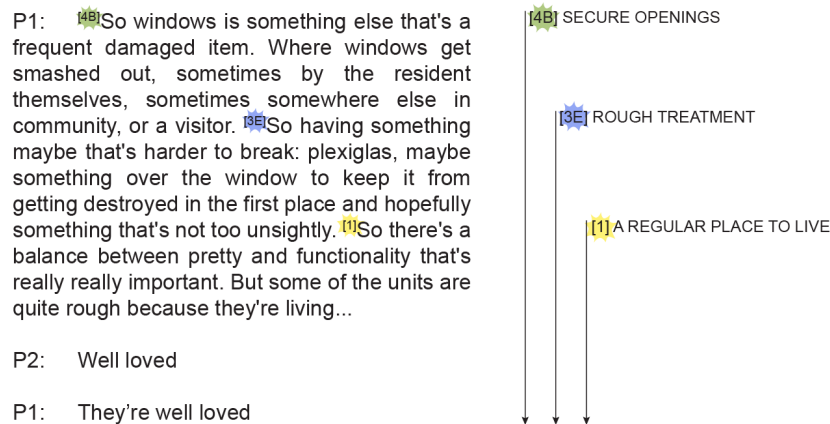 P1: [4B]So windows is something else that's a
frequent damaged item. Where windows get
smashed out, sometimes by the resident
themselves, sometimes somewhere else in
community, or a visitor. [3E]So having something
maybe that's harder to break: plexiglas, maybe
something over the window to keep it from
getting destroyed in the first place and hopefully
something that's not too unsightly. [1]So there's a
balance between pretty and functionality that's
really really important. But some of the units are
quite rough because they're living...
P2: Well loved
P1: They’re well loved
[4B] SECURE OPENINGS
[3E] ROUGH TREATMENT
[1] A REGULAR PLACE TO LIVE